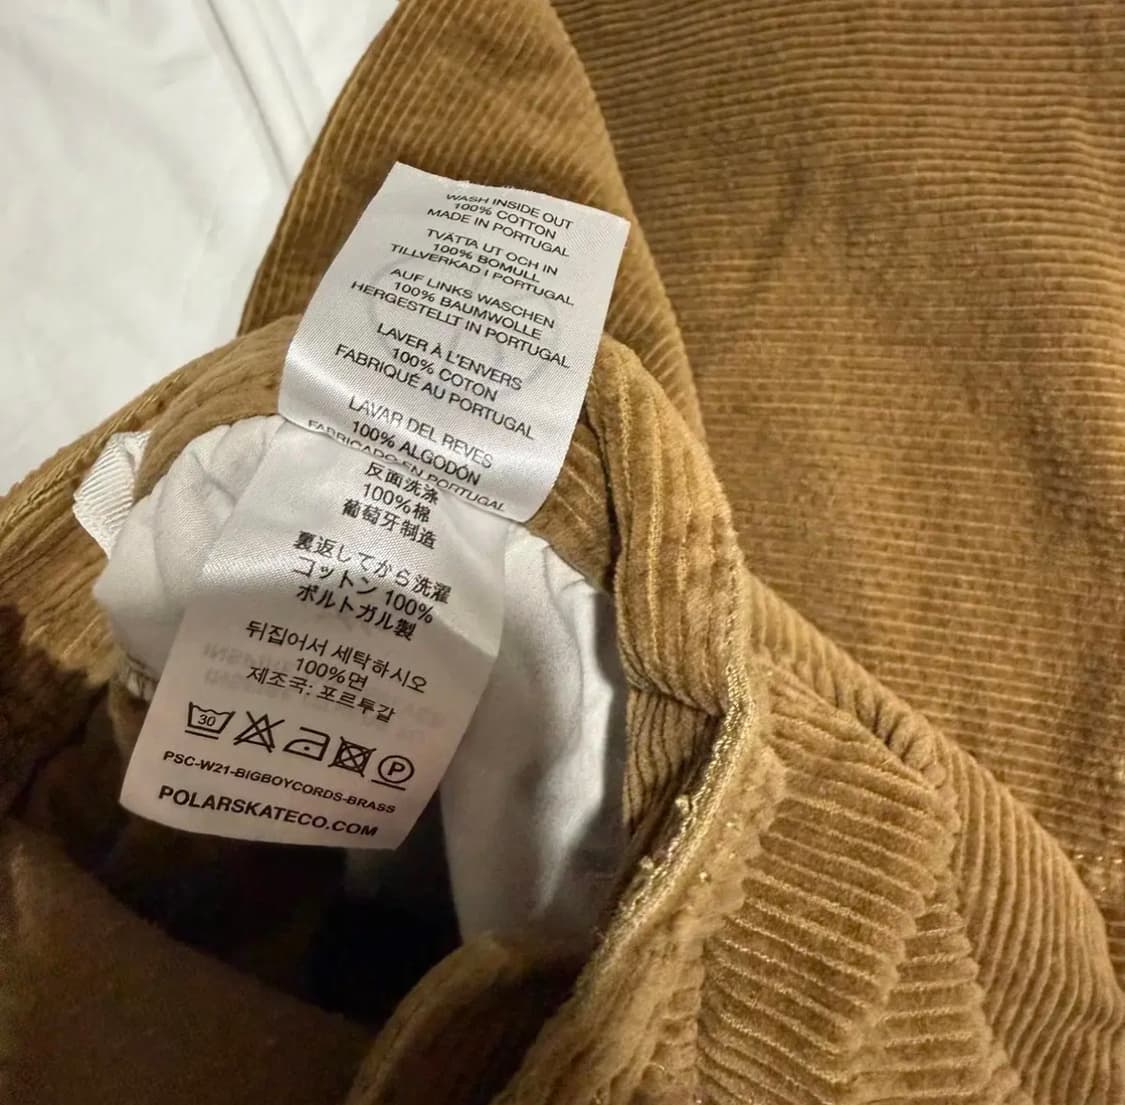 WASH INSIDE OUT
100% COTTON
MADE IN PORTUGAL
TVÄTTA UT OCH IN
100% BOMULL
TILLVERKAD I PORTUGAL
AUF LINKS WASCHEN
100% BAUMWOLLE
HERGESTELLT IN PORTUGAL
LAVER À L'ENVERS
100% COTON
FABRIQUÉ AU PORTUGAL
LAVAR DEL REVES
100% ALGODÓN
FABRICADO EN PORTUGAL
反面洗涤
100%棉
葡萄牙制造
裏返してから洗濯
コットン 100%
ポルトガル製
뒤집어서 세탁하시오
100%면
제조국: 포르투갈
30
P
PSC-W21-BIGBOYCORDS-BRASS
POLARSKATECO.COM